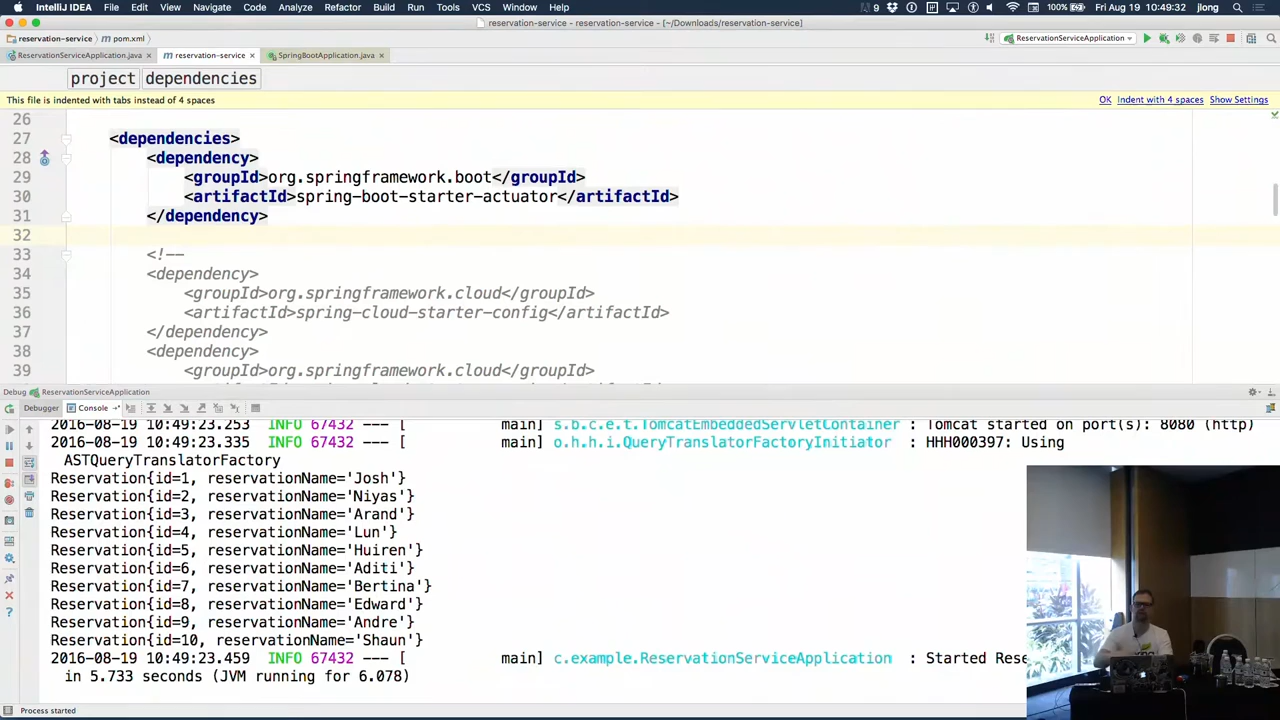 IntelliJ IDEA File Edit View Navigate Code Analyze Refactor Build Run Tools VCS Window Help 9 100% Fri Aug 19 10:49:32 jlong
reservation-service - reservation-service - [~/Downloads/reservation-service]
reservation-service pom.xml ReservationServiceApplication
ReservationServiceApplication.java reservation-service SpringBootApplication.java
project dependencies
This file is indented with tabs instead of 4 spaces OK Indent with 4 spaces Show Settings
26
27 <dependencies>
28 <dependency>
29 <groupId>org.springframework.boot</groupId>
30 <artifactId>spring-boot-starter-actuator</artifactId>
31 </dependency>
32
33 <!--
34 <dependency>
35 <groupId>org.springframework.cloud</groupId>
36 <artifactId>spring-cloud-starter-config</artifactId>
37 </dependency>
38 <dependency>
39 <groupId>org.springframework.cloud</groupId>
Debug ReservationServiceApplication
Debugger Console
2016-08-19 10:49:23.253 INFO 67432 --- [ main] s.b.c.e.t.TomcatEmbeddedServletContainer : Tomcat started on port(s): 8080 (http)
2016-08-19 10:49:23.335 INFO 67432 --- [ main] o.h.h.i.QueryTranslatorFactoryInitiator : HHH000397: Using
ASTQueryTranslatorFactory
Reservation{id=1, reservationName='Josh'}
Reservation{id=2, reservationName='Niyas'}
Reservation{id=3, reservationName='Arand'}
Reservation{id=4, reservationName='Lun'}
Reservation{id=5, reservationName='Huiren'}
Reservation{id=6, reservationName='Aditi'}
Reservation{id=7, reservationName='Bertina'}
Reservation{id=8, reservationName='Edward'}
Reservation{id=9, reservationName='Andre'}
Reservation{id=10, reservationName='Shaun'}
2016-08-19 10:49:23.459 INFO 67432 --- [ main] c.example.ReservationServiceApplication : Started Rese
in 5.733 seconds (JVM running for 6.078)
Process started